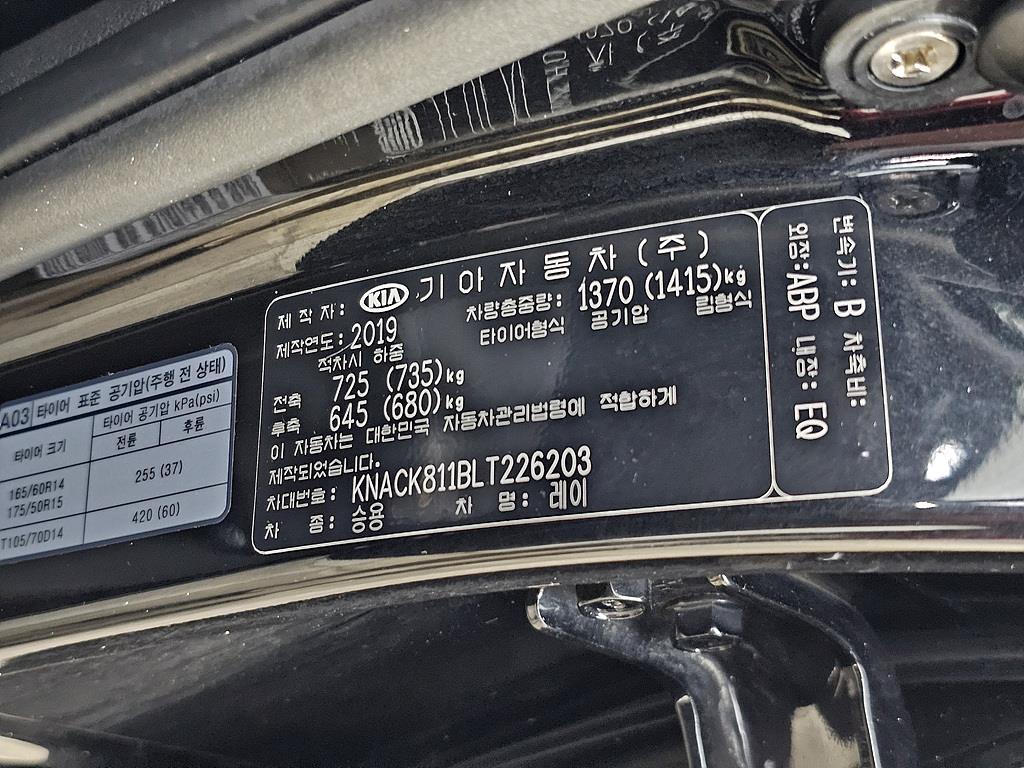 제 작 자: KIA 기 아 자 동 차 (주)
제작연도: 2019 차량총중량: 1370 (1415)kg
적차시 하중 타이어형식 공기압 림형식
전축 725 (735)kg
후축 645 (680)kg
이 자동차는 대한민국 자동차관리법령에 적합하게
제작되었습니다.
차대번호: KNACK811BLT226203
차 종: 승용 차 명: 레이
변속기: B 차축비:
외장:ABP 내장: EQ
A03 타이어 표준 공기압(주행 전 상태)
타이어 크기 타이어 공기압 kPa(psi)
전륜 후륜
165/60R14
175/50R15 255 (37)
T105/70D14 420 (60)